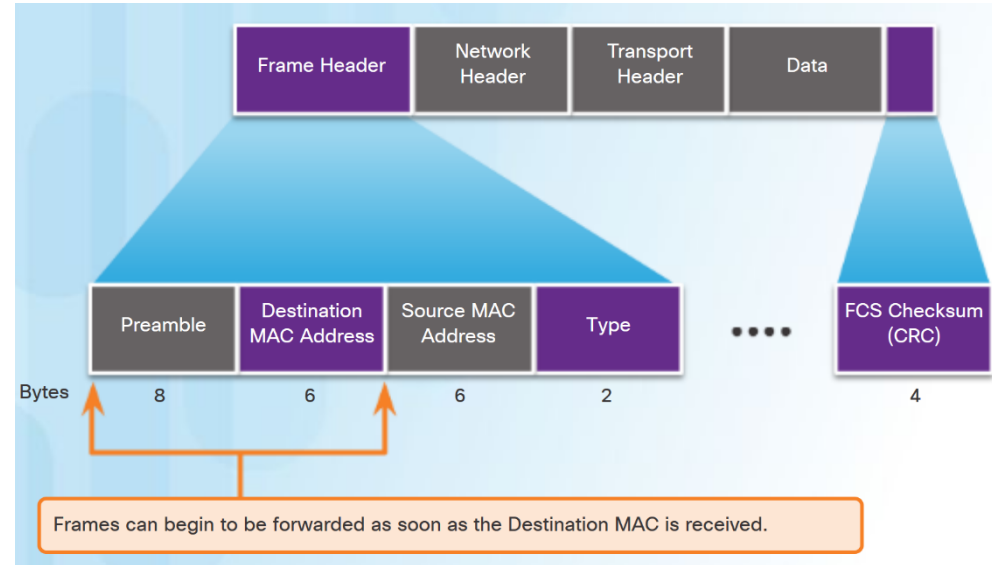 Frame Header
Network
Header
Transport
Header
Data
Preamble
Destination
MAC Address
Source MAC
Address
Type
••••
FCS Checksum
(CRC)
Bytes 8 6 6 2 4
Frames can begin to be forwarded as soon as the Destination MAC is received.